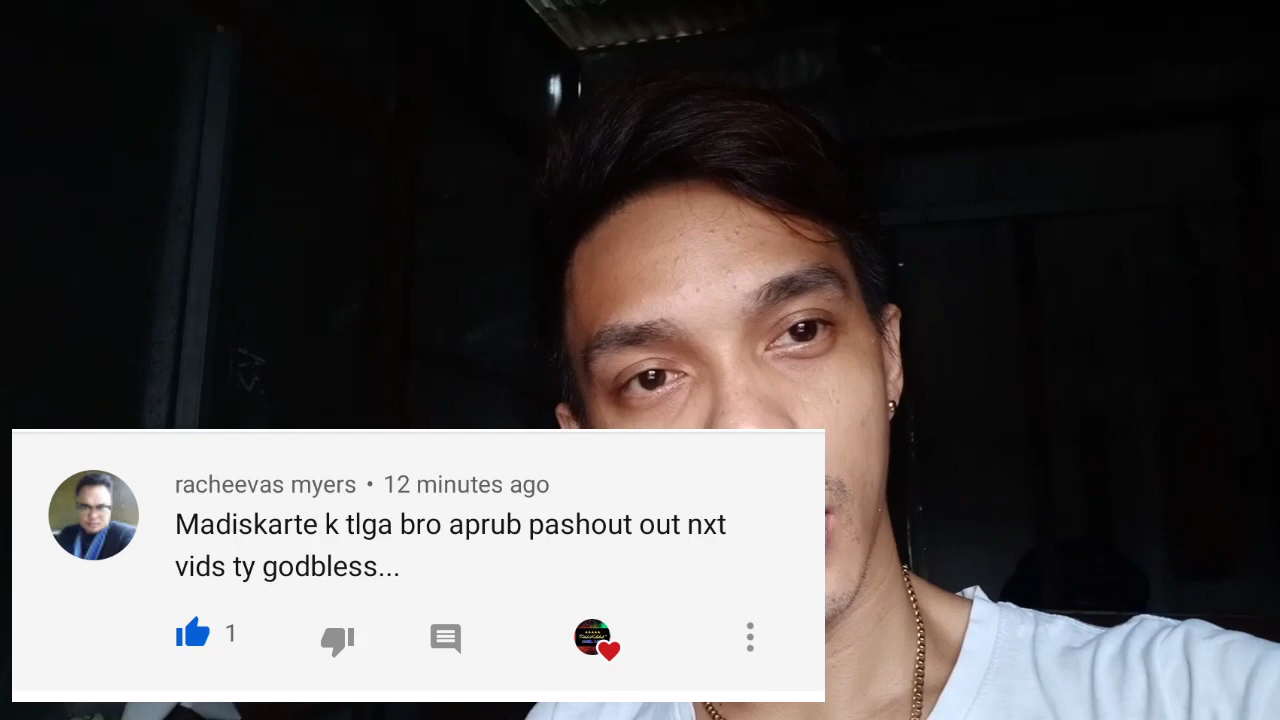 racheevas myers • 12 minutes ago
Madiskarte k tlga bro aprub pashout out nxt
vids ty godbless...
1